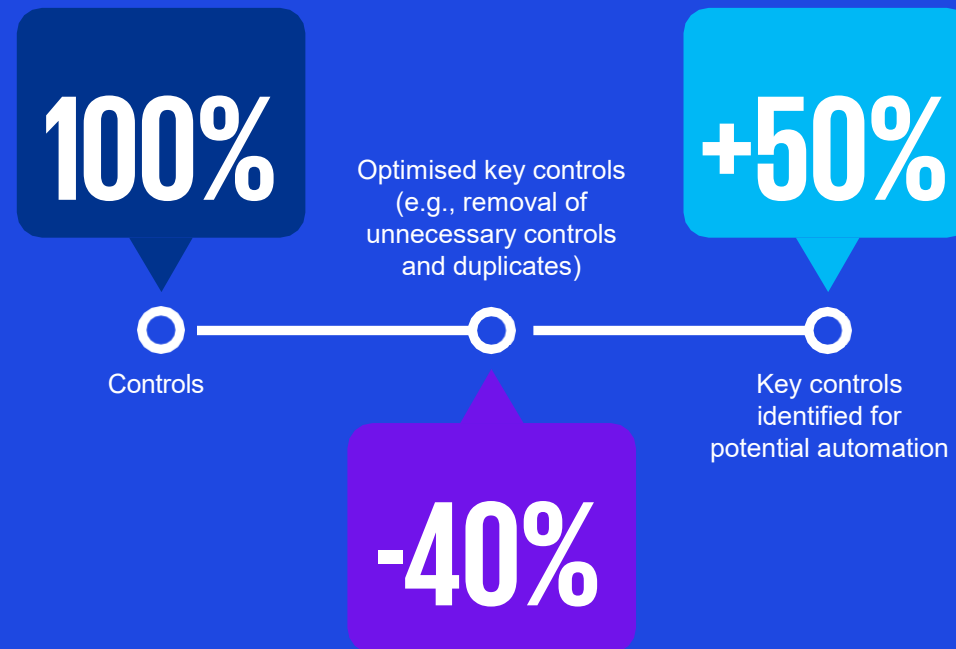 100%
Controls
Optimised key controls
(e.g., removal of
unnecessary controls
and duplicates)
-40%
+50%
Key controls
identified for
potential automation